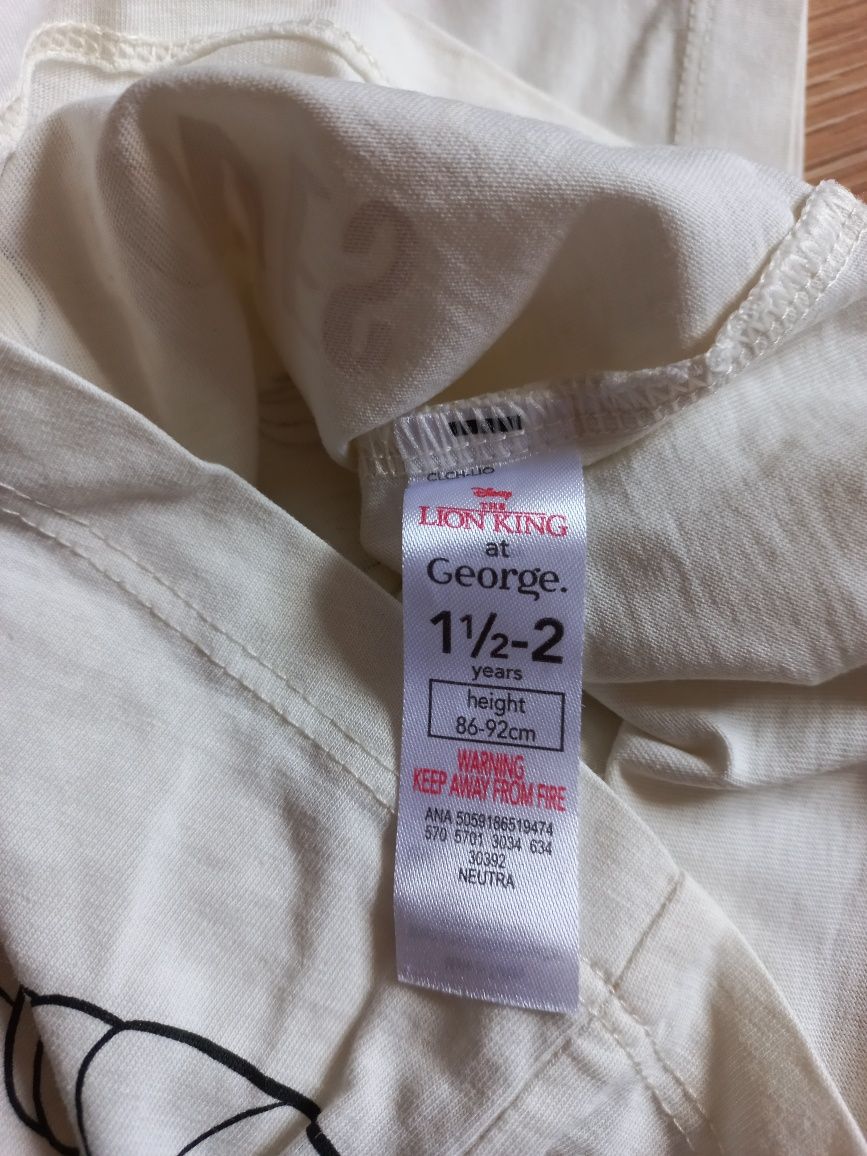 Disney
THE
LION KING
at
George.
1½-2
years
height
86-92cm
WARNING
KEEP AWAY FROM FIRE
ANA 5059186519474
570 5701 3034 634
30392
NEUTRA